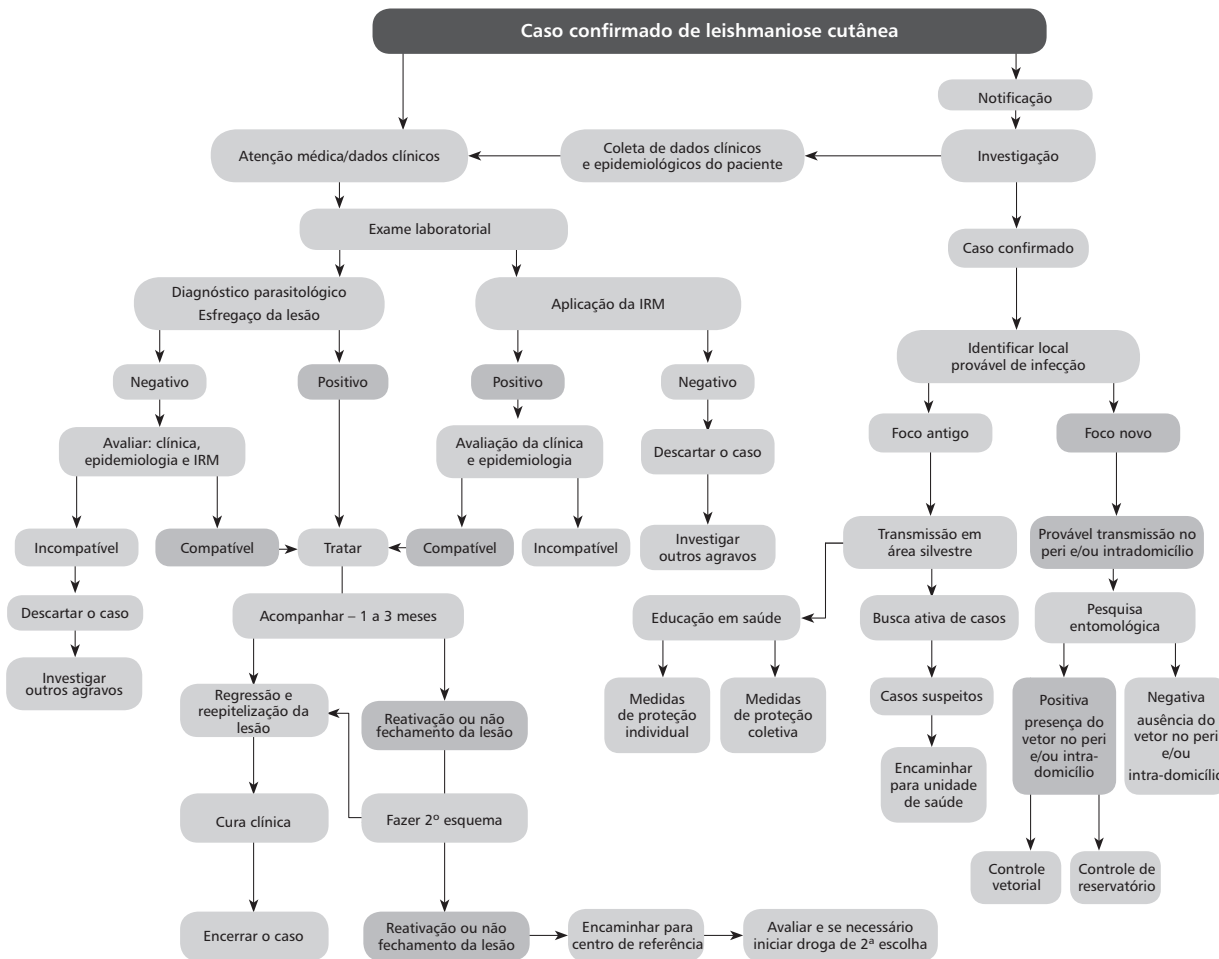 Caso confirmado de leishmaniose cutânea
Notificação
Atenção médica/dados clínicos
Coleta de dados clínicos
e epidemiológicos do paciente
Investigação
Exame laboratorial
Caso confirmado
Diagnóstico parasitológico
Esfregaço da lesão
Aplicação da IRM
Identificar local
provável de infecção
Negativo
Positivo
Positivo
Negativo
Foco antigo
Foco novo
Avaliar: clínica,
epidemiologia e IRM
Avaliação da clínica
e epidemiologia
Descartar o caso
Incompatível
Compatível
Tratar
Compatível
Incompatível
Investigar
outros agravos
Transmissão em
área silvestre
Provável transmissão no
peri e/ou intradomicílio
Descartar o caso
Acompanhar – 1 a 3 meses
Educação em saúde
Busca ativa de casos
Pesquisa
entomológica
Investigar
outros agravos
Regressão e
reepitelização da
lesão
Reativação ou não
fechamento da lesão
Medidas
de proteção
individual
Medidas
de proteção
coletiva
Casos suspeitos
Positiva
presença do
vetor no peri
e/ou intra-
domicílio
Negativa
ausência do
vetor no peri
e/ou
intra-domicílio
Encaminhar
para unidade
de saúde
Cura clínica
Fazer 2º esquema
Controle
vetorial
Controle de
reservatório
Encerrar o caso
Reativação ou não
fechamento da lesão
Encaminhar para
centro de referência
Avaliar e se necessário
iniciar droga de 2ª escolha